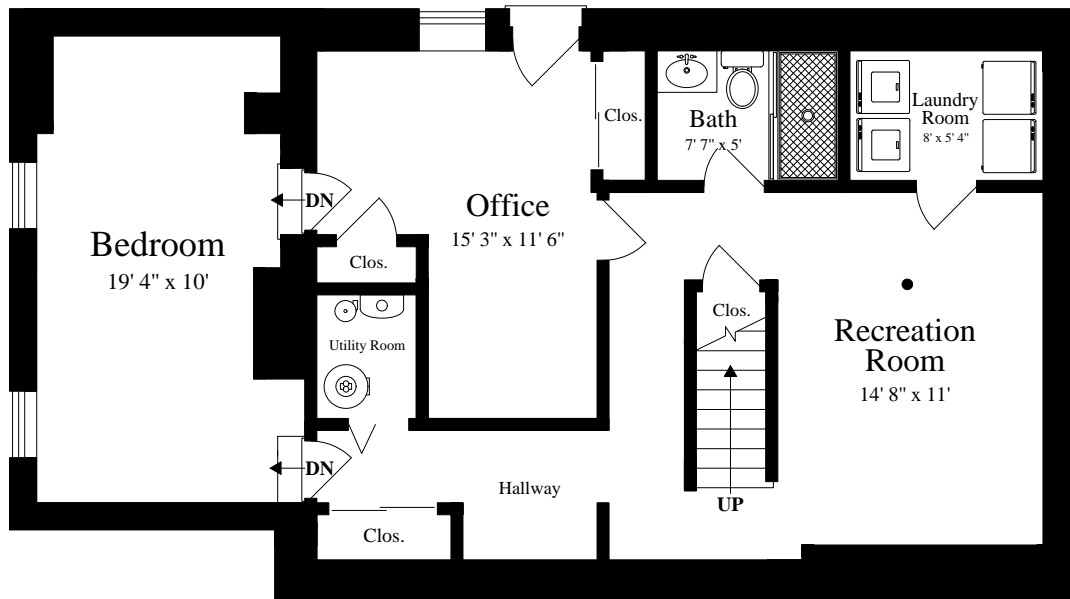 Clos.
Bath
7' 7" x 5'
Laundry
Room
8' x 5' 4"
DN
Office
15' 3" x 11' 6"
Bedroom
19' 4" x 10'
Clos.
Clos.
Utility Room
Recreation
Room
14' 8" x 11'
DN
Hallway
UP
Clos.